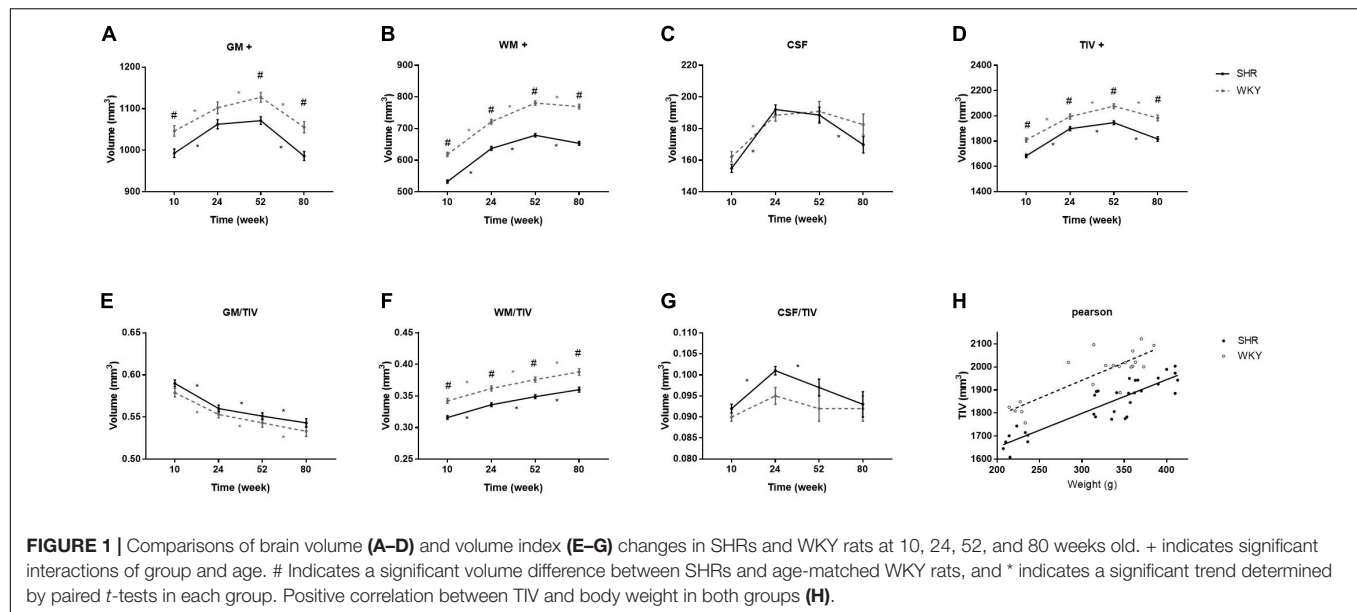 A
GM +
Volume (mm³)
1200
1100
1000
900
#
*
*
#
*
#
*
*
10 24 52 80
Time (week)
B
WM +
Volume (mm³)
900
800
700
600
500
#
*
#
*
#
#
*
*
*
10 24 52 80
Time (week)
C
CSF
Volume (mm³)
220
200
180
160
140
*
*
*
10 24 52 80
Time (week)
D
TIV +
Volume (mm³)
2400
2200
2000
1800
1600
1400
#
*
#
*
#
*
#
*
*
*
10 24 52 80
Time (week)
SHR
WKY
E
GM/TIV
Volume (mm³)
0.65
0.60
0.55
0.50
*
*
*
*
*
*
10 24 52 80
Time (week)
F
WM/TIV
Volume (mm³)
0.45
0.40
0.35
0.30
0.25
#
*
#
#
*
#
*
*
*
10 24 52 80
Time (week)
G
CSF/TIV
Volume (mm³)
0.110
0.105
0.100
0.095
0.090
0.085
0.080
*
*
10 24 52 80
Time (week)
H
pearson
TIV (mm³)
2100
2000
1900
1800
1700
1600
200 250 300 350 400
Weight (g)
SHR
WKY
FIGURE 1 | Comparisons of brain volume (A–D) and volume index (E–G) changes in SHRs and WKY rats at 10, 24, 52, and 80 weeks old. + indicates significant
interactions of group and age. # Indicates a significant volume difference between SHRs and age-matched WKY rats, and * indicates a significant trend determined
by paired t-tests in each group. Positive correlation between TIV and body weight in both groups (H).